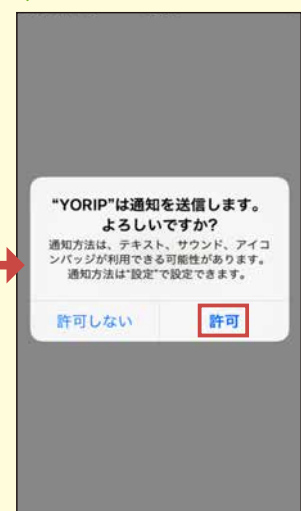 “YORIP”は通知を送信します。
よろしいですか?
通知方法は、テキスト、サウンド、アイコ
ンバッジが利用できる可能性があります。
通知方法は“設定”で設定できます。
許可しない
許可